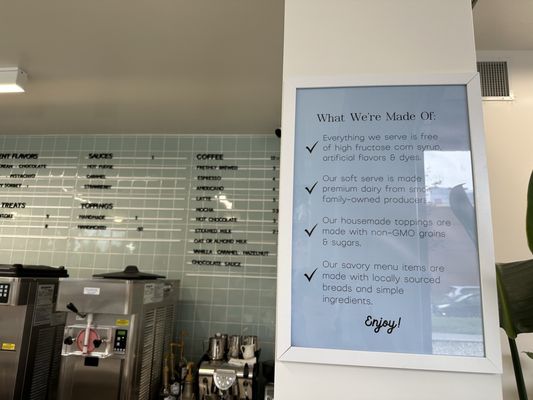 What We're Made Of:
Everything we serve is free
of high fructose corn syrup,
artificial flavors & dyes.
Our soft serve is made
premium dairy from
family-owned producers.
Our housemade toppings are
made with non-GMO grains
& sugars.
Our savory menu items are
made with locally sourced
breads and simple
ingredients.
Enjoy!
FLAVORS
CREAM CHOCOLATE
PISTACHIO
SORBET
TREATS
SAUCES
HOT FUDGE
CARAMEL
STRAWBERRY
TOPPINGS
HANDMADE
COFFEE
FRESHLY BREWED
ESPRESSO
AMERICANO
LATTE
MOCHA
HOT CHOCOLATE
STEAMED MILK
OAT OR ALMOND MILK
VANILLA, CARAMEL, HAZELNUT
CHOCOLATE SAUCE